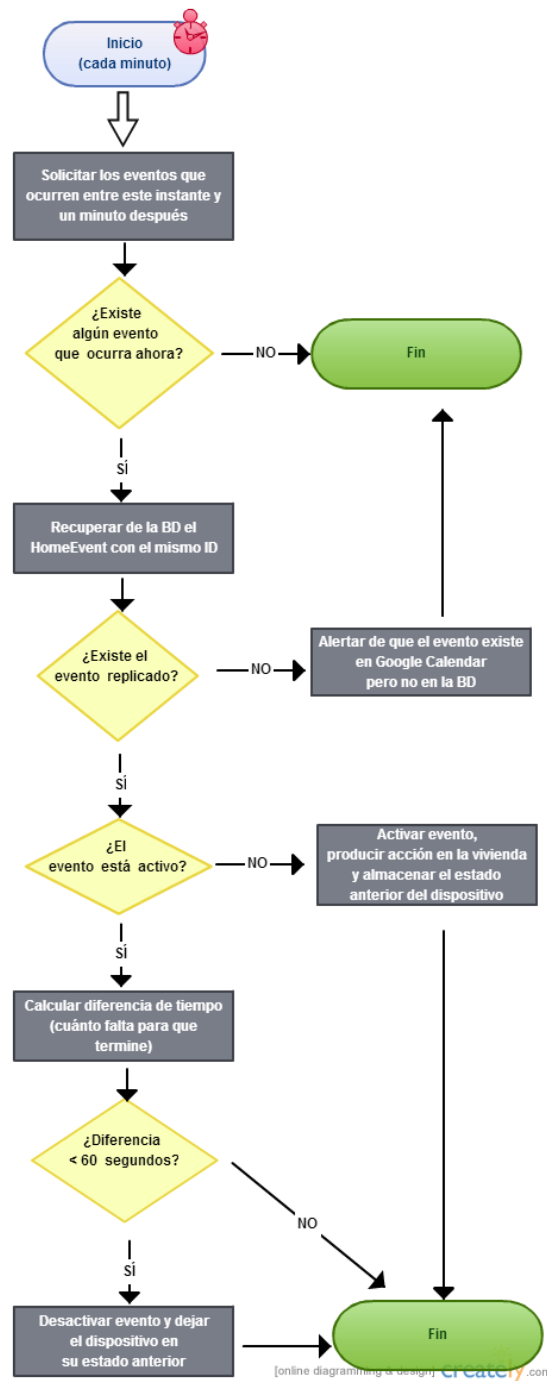 Inicio
(cada minuto)
Solicitar los eventos que
ocurren entre este instante y
un minuto después
¿Existe
algún evento
que ocurra ahora?
NO
Fin
SÍ
Recuperar de la BD el
HomeEvent con el mismo ID
¿Existe el
evento replicado?
NO
Alertar de que el evento existe
en Google Calendar
pero no en la BD
SÍ
¿El
evento está activo?
NO
Activar evento,
producir acción en la vivienda
y almacenar el estado
anterior del dispositivo
SÍ
Calcular diferencia de tiempo
(cuánto falta para que
termine)
¿Diferencia
< 60 segundos?
NO
SÍ
Desactivar evento y dejar
el dispositivo en
su estado anterior
Fin
[online diagramming & design] creately.com